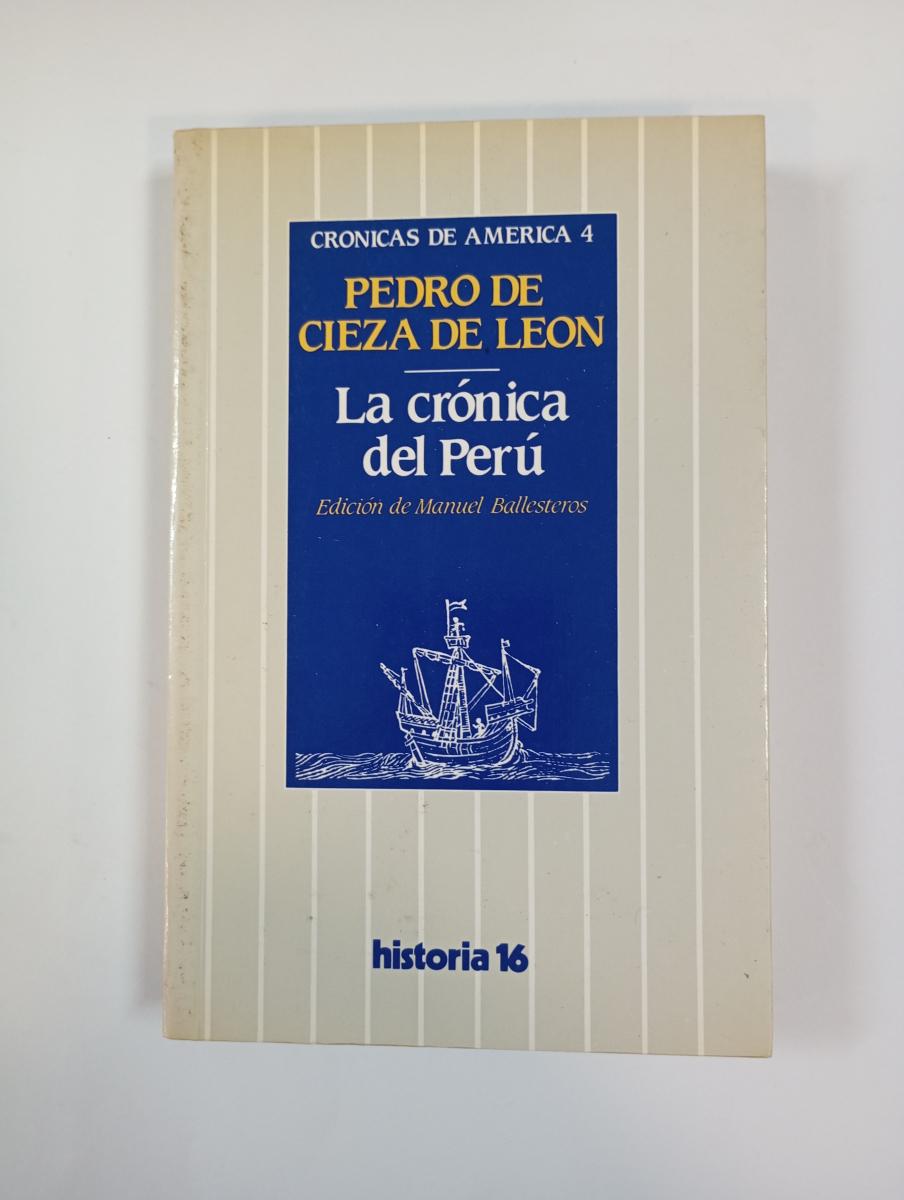 CRONICAS DE AMERICA 4
PEDRO DE
CIEZA DE LEON
La crónica
del Perú
Edición de Manuel Ballesteros
historia 16